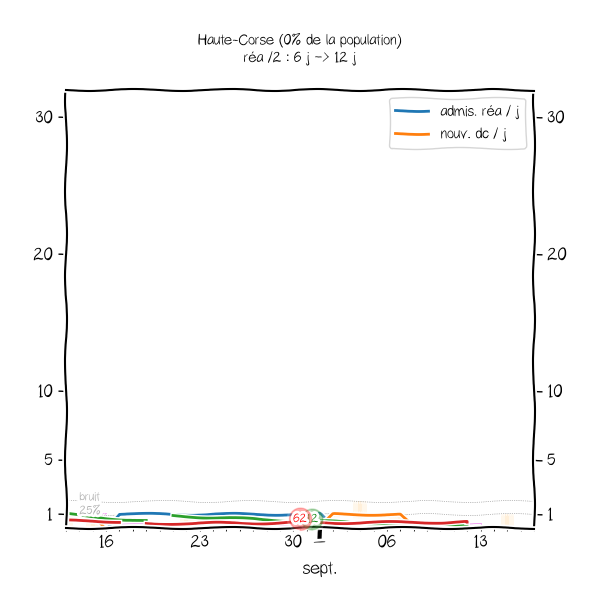 Haute-Corse (0% de la population)
réa /2 : 6 j -> 12 j
admis. réa / j
nouv. dc / j
30 30
20 20
10 10
5 5
bruit
25%
1 62 2 1
16 23 30 06 13
sept.